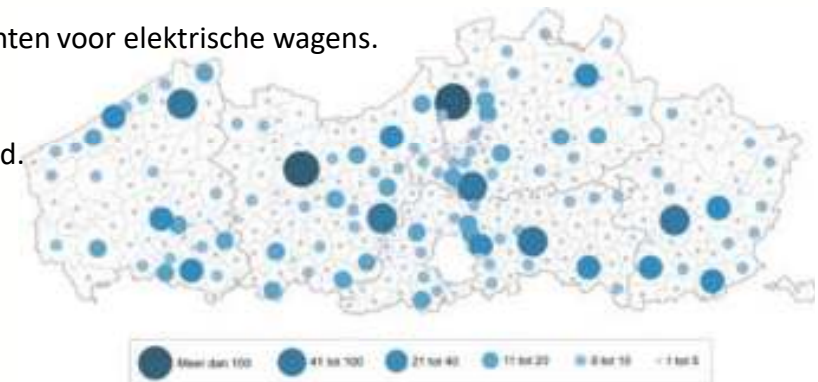 nten voor elektrische wagens.
d.
Meer dan 100
41 tot 100
21 tot 40
11 tot 20
6 tot 10
1 tot 5